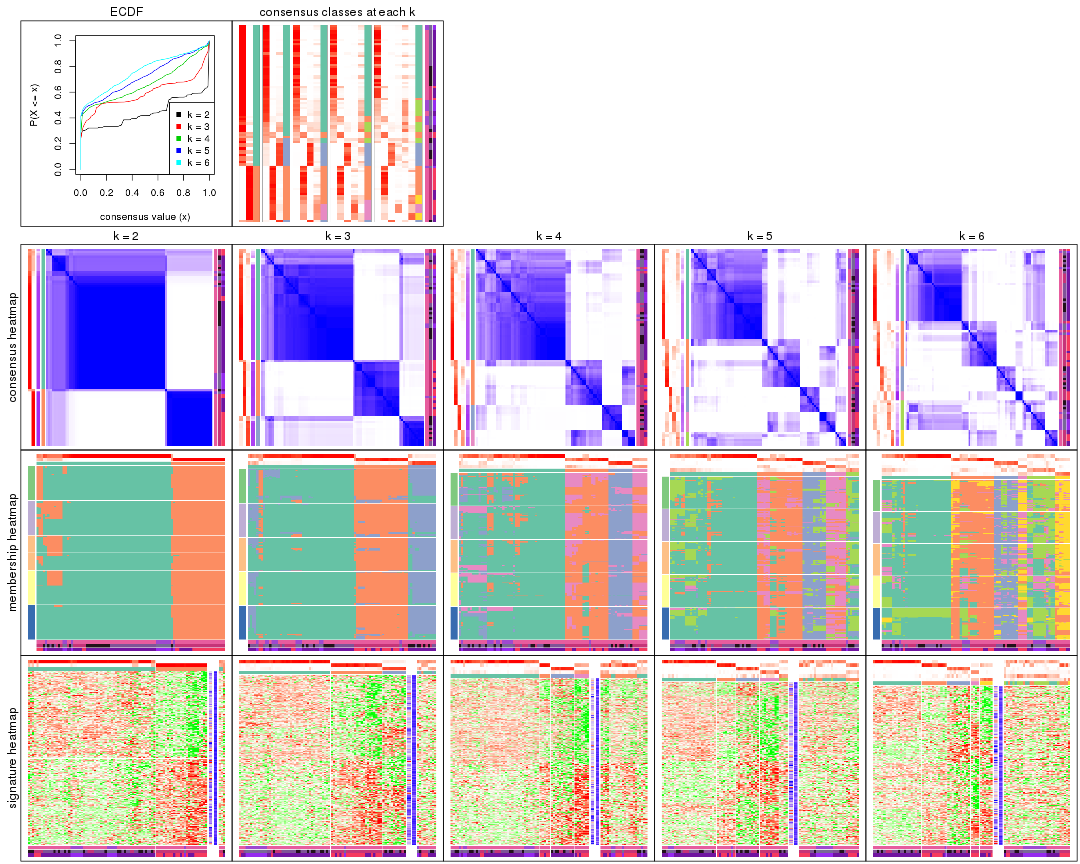 ECDF
consensus classes at each k
P(X <= x)
0.0
0.2
0.4
0.6
0.8
1.0
k = 2
k = 3
k = 4
k = 5
k = 6
0.0 0.2 0.4 0.6 0.8 1.0
consensus value (x)
k = 2
k = 3
k = 4
k = 5
k = 6
consensus heatmap
membership heatmap
signature heatmap